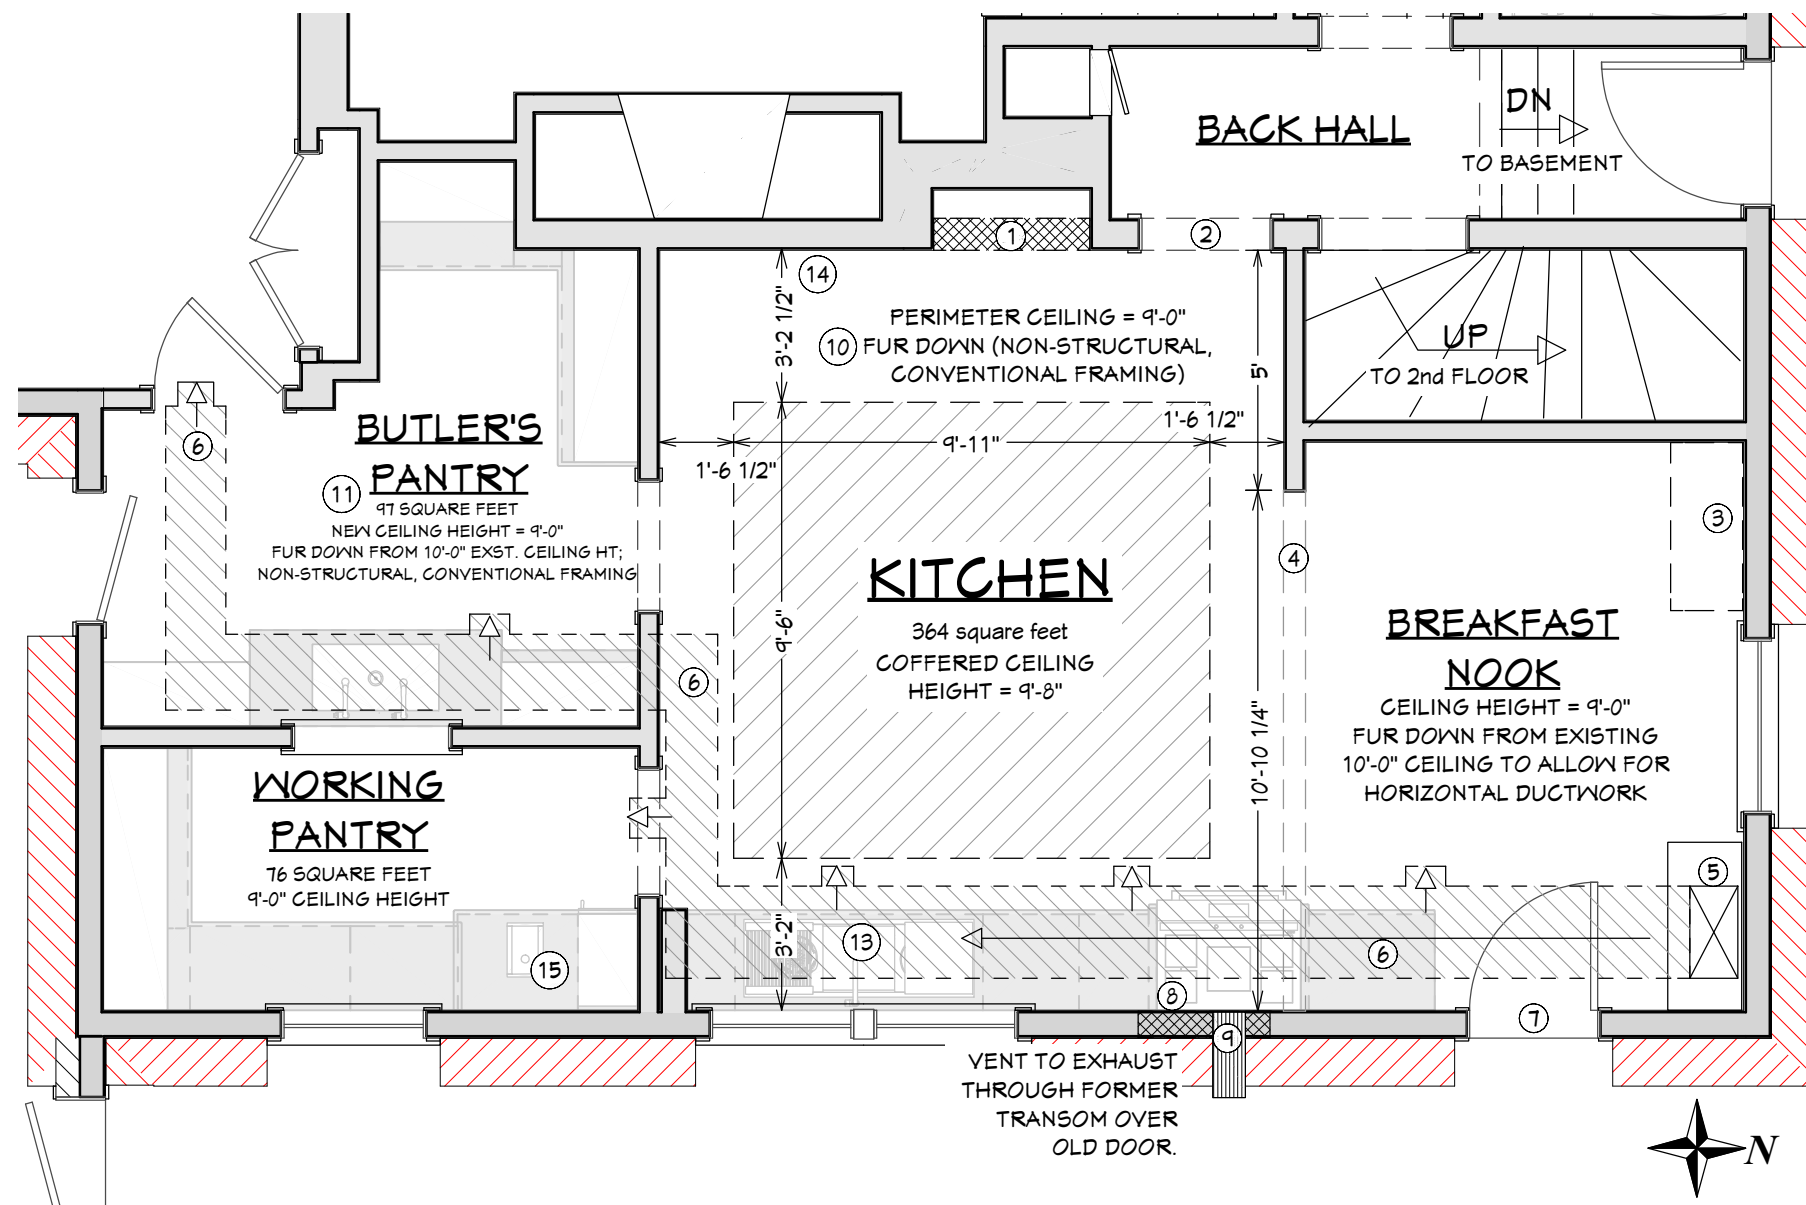 BACK HALL
DN
TO BASEMENT
1
2
14
3'-2 1/2"
PERIMETER CEILING = 9'-0"
10
FUR DOWN (NON-STRUCTURAL,
CONVENTIONAL FRAMING)
5'
UP
TO 2nd FLOOR
6
BUTLER'S
PANTRY
11
97 SQUARE FEET
NEW CEILING HEIGHT = 9'-0"
FUR DOWN FROM 10'-0" EXST. CEILING HT;
NON-STRUCTURAL, CONVENTIONAL FRAMING
1'-6 1/2"
9'-11"
1'-6 1/2"
3
4
KITCHEN
364 square feet
COFFERED CEILING
HEIGHT = 9'-8"
9'-6"
6
BREAKFAST
NOOK
CEILING HEIGHT = 9'-0"
FUR DOWN FROM EXISTING
10'-0" CEILING TO ALLOW FOR
HORIZONTAL DUCTWORK
10'-10 1/4"
WORKING
PANTRY
76 SQUARE FEET
9'-0" CEILING HEIGHT
5
3'-2"
13
6
15
8
9
7
VENT TO EXHAUST
THROUGH FORMER
TRANSOM OVER
OLD DOOR.
N